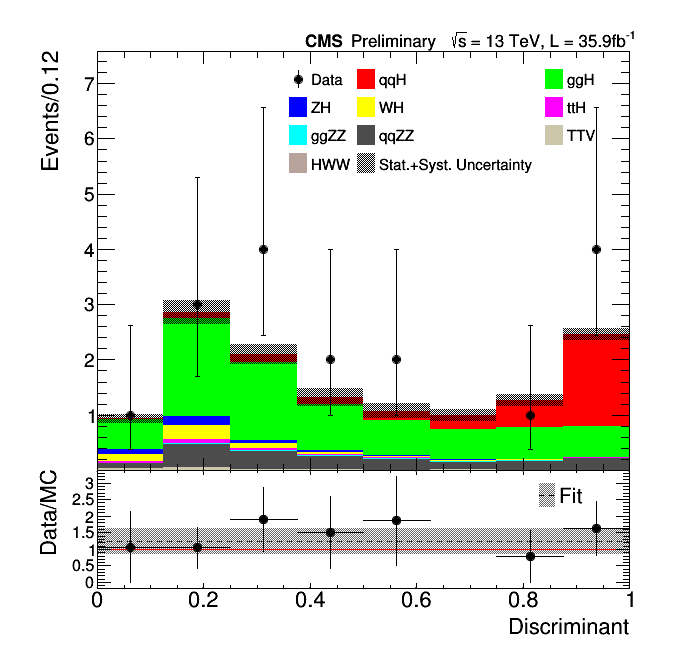 CMS Preliminary √s = 13 TeV, L = 35.9fb⁻¹
Events/0.12
7
6
5
4
3
2
1
Data qqH ggH
ZH WH ttH
ggZZ qqZZ TTV
HWW Stat.+Syst. Uncertainty
Data/MC
3
2.5
2
1.5
1
0.5
0
Fit
0 0.2 0.4 0.6 0.8 1
Discriminant